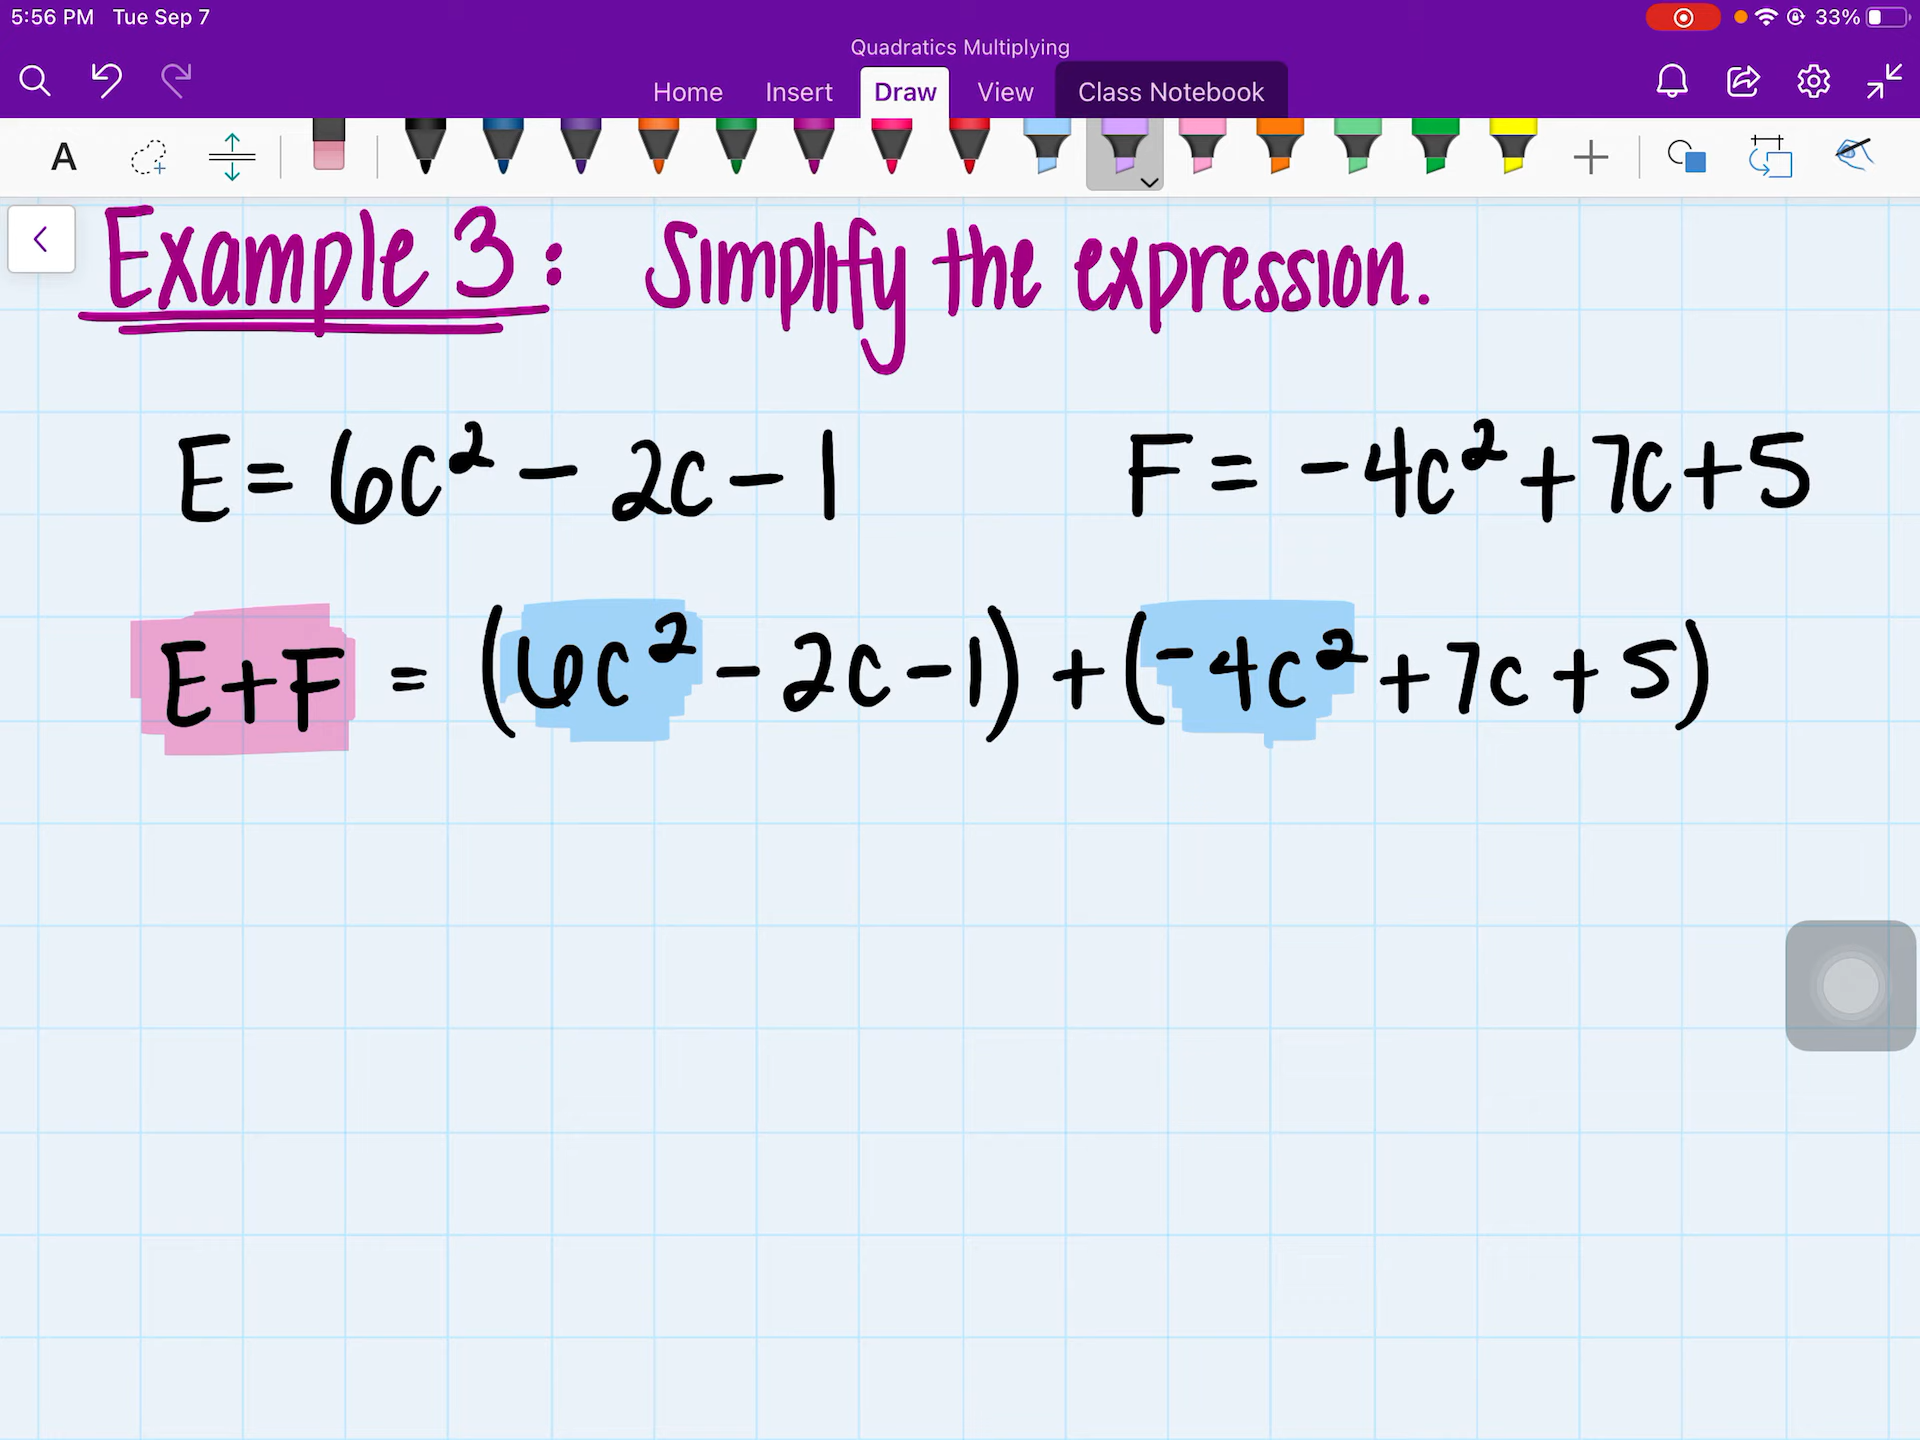 5:56 PM Tue Sep 7 33%
Quadratics Multiplying
Home Insert Draw View Class Notebook
A
Example 3: Simplify the expression.
E = 6c² - 2c - 1 F = -4c² + 7c + 5
E+F = (6c² - 2c - 1) + (-4c² + 7c + 5)